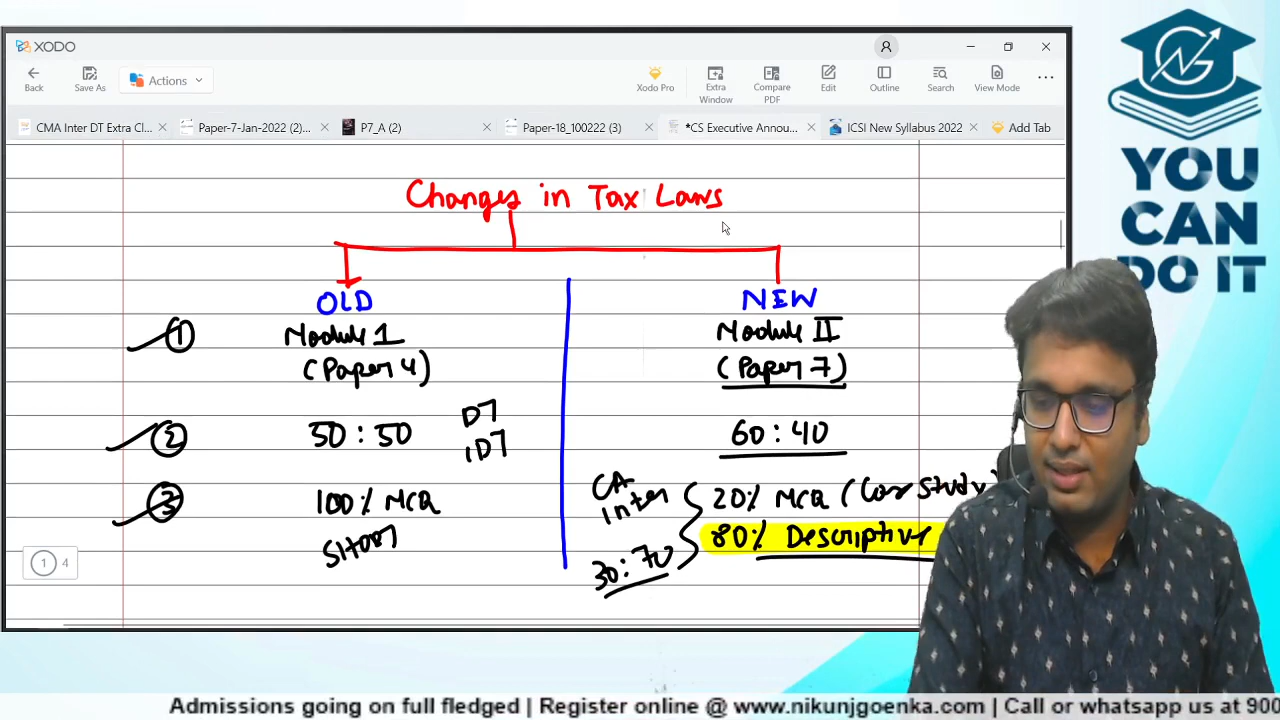 XODO
Back
Save As
Actions
Xodo Pro
Extra Window
Compare PDF
Edit
Outline
Search
View Mode
CMA Inter DT Extra Cl...
Paper-7-Jan-2022 (2)...
P7_A (2)
Paper-18_100222 (3)
*CS Executive Annou...
ICSI New Syllabus 2022
Add Tab
Changes in Tax Laws
OLD
NEW
1
Module 1
Module II
(Paper 4)
(Paper 7)
2
50:50
DT
IDT
60:40
3
100% MCQ
CA Inter
20% MCQ (Case Study)
SHORT
80% Descriptive
30:70
1 4
YOU
CAN
DO IT
Admissions going on full fledged | Register online @ www.nikunjgoenka.com | Call or whatsapp us at 900